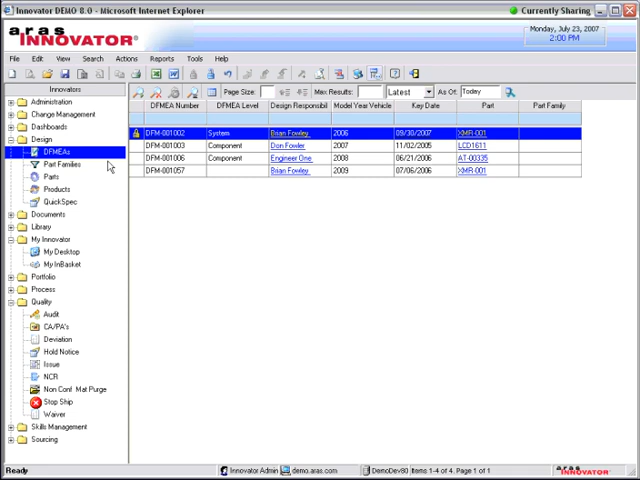 Innovator DEMO 8.0 - Microsoft Internet Explorer
Currently Sharing
aras
INNOVATOR
Monday, July 23, 2007
2:00 PM
File Edit View Search Actions Reports Tools Help
Page Size: Max Results: Latest As Of: Today
Innovators
Administration
Change Management
Dashboards
Design
DFMEAs
Part Families
Parts
Products
QuickSpec
Documents
Library
My Innovator
My Desktop
My InBasket
Portfolio
Process
Quality
Audit
CA/PA's
Deviation
Hold Notice
Issue
NCR
Non Conf Mat Purge
Stop Ship
Waiver
Skills Management
Sourcing
DFMEA Number DFMEA Level Design Responsibil Model Year Vehicle Key Date Part Part Family
DFM-001002 System Brian Fowley 2006 09/30/2007 XMR-001
DFM-001003 Component Don Fowler 2007 11/02/2005 LCD1611
DFM-001006 Component Engineer One 2008 06/21/2006 AT-00335
DFM-001057 Brian Fowley 2009 07/06/2006 XMR-001
Ready
Innovator Admin demo.aras.com DemoDev80 Items 1-4 of 4. Page 1 of 1
aras
INNOVATOR